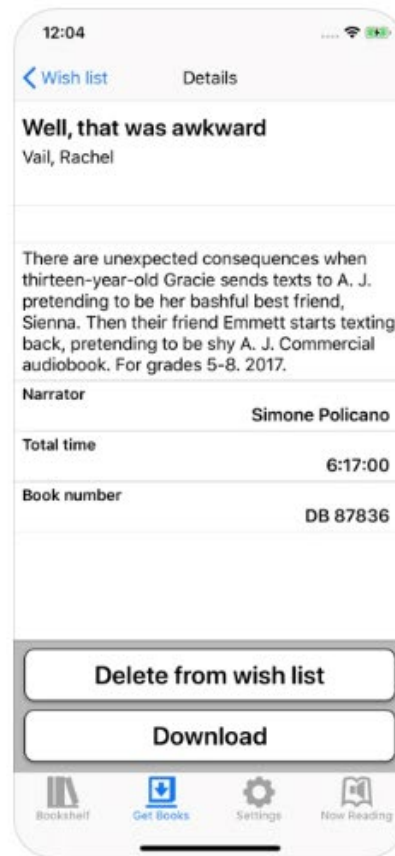 12:04
Wish list Details
Well, that was awkward
Vail, Rachel
There are unexpected consequences when
thirteen-year-old Gracie sends texts to A. J.
pretending to be her bashful best friend,
Sienna. Then their friend Emmett starts texting
back, pretending to be shy A. J. Commercial
audiobook. For grades 5-8. 2017.
Narrator
Simone Policano
Total time
6:17:00
Book number
DB 87836
Delete from wish list
Download
Bookshelf Get Books Settings Now Reading